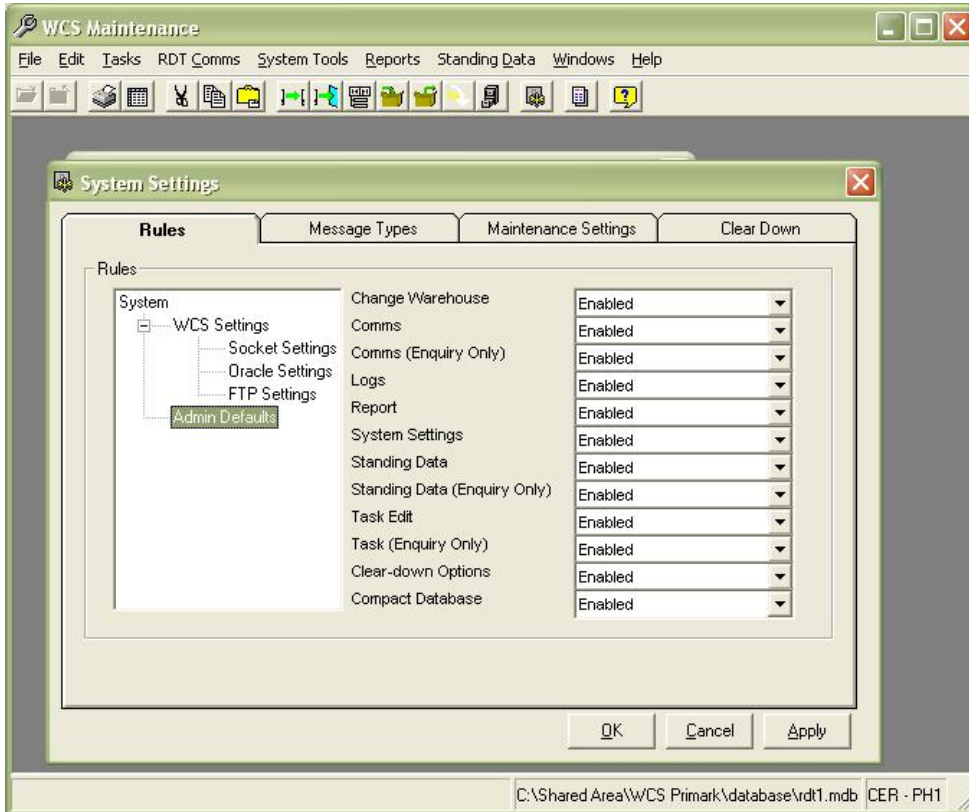 WCS Maintenance
File Edit Tasks RDT Comms System Tools Reports Standing Data Windows Help
System Settings
Rules Message Types Maintenance Settings Clear Down
Rules
System
WCS Settings
Socket Settings
Oracle Settings
FTP Settings
Admin Defaults
Change Warehouse Enabled
Comms Enabled
Comms (Enquiry Only) Enabled
Logs Enabled
Report Enabled
System Settings Enabled
Standing Data Enabled
Standing Data (Enquiry Only) Enabled
Task Edit Enabled
Task (Enquiry Only) Enabled
Clear-down Options Enabled
Compact Database Enabled
OK Cancel Apply
C:\Shared Area\WCS Primark\database\rdt1.mdb CER - PH1